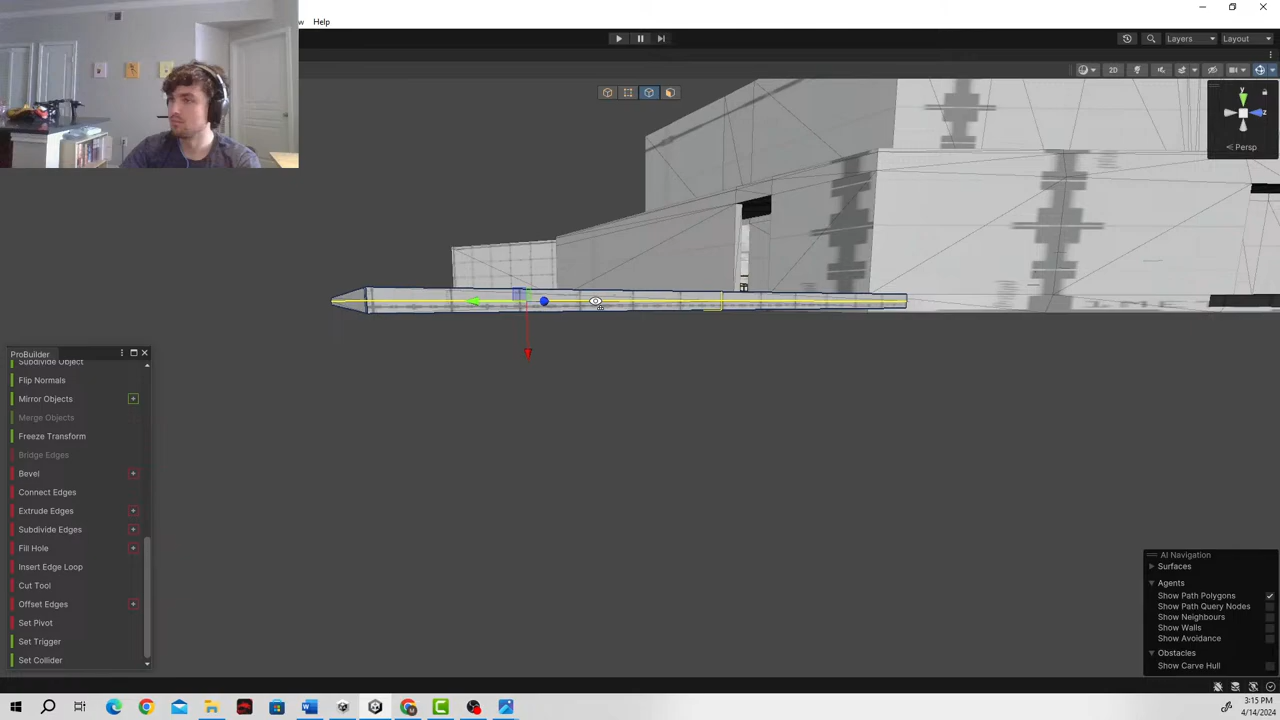 w
Help
Layers
Layout
2D
y
z
Persp
ProBuilder
Subdivide Object
Flip Normals
Mirror Objects
Merge Objects
Freeze Transform
Bridge Edges
Bevel
Connect Edges
Extrude Edges
Subdivide Edges
Fill Hole
Insert Edge Loop
Cut Tool
Offset Edges
Set Pivot
Set Trigger
Set Collider
AI Navigation
Surfaces
Agents
Show Path Polygons
Show Path Query Nodes
Show Neighbours
Show Walls
Show Avoidance
Obstacles
Show Carve Hull
3:15 PM
4/14/2024